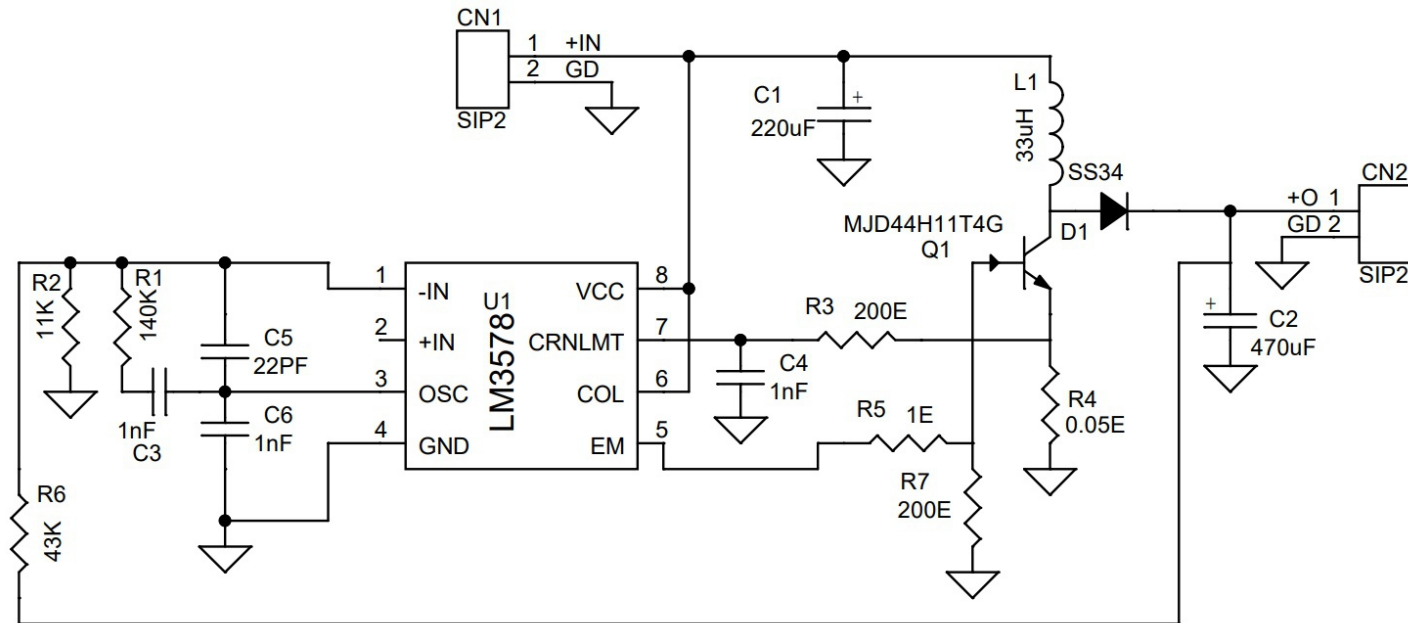 CN1
1 +IN
2 GD
SIP2
C1
220uF
+
L1
33uH
SS34
CN2
+O 1
GD 2
SIP2
MJD44H11T4G
Q1
D1
R2
11K
R1
140K
C5
22PF
C6
1nF
1nF
C3
1
2
3
4
-IN
+IN
OSC
GND
U1
LM3578
VCC
CRNLMT
COL
EM
8
7
6
5
R3 200E
C4
1nF
R5 1E
R7
200E
R4
0.05E
+
C2
470uF
R6
43K